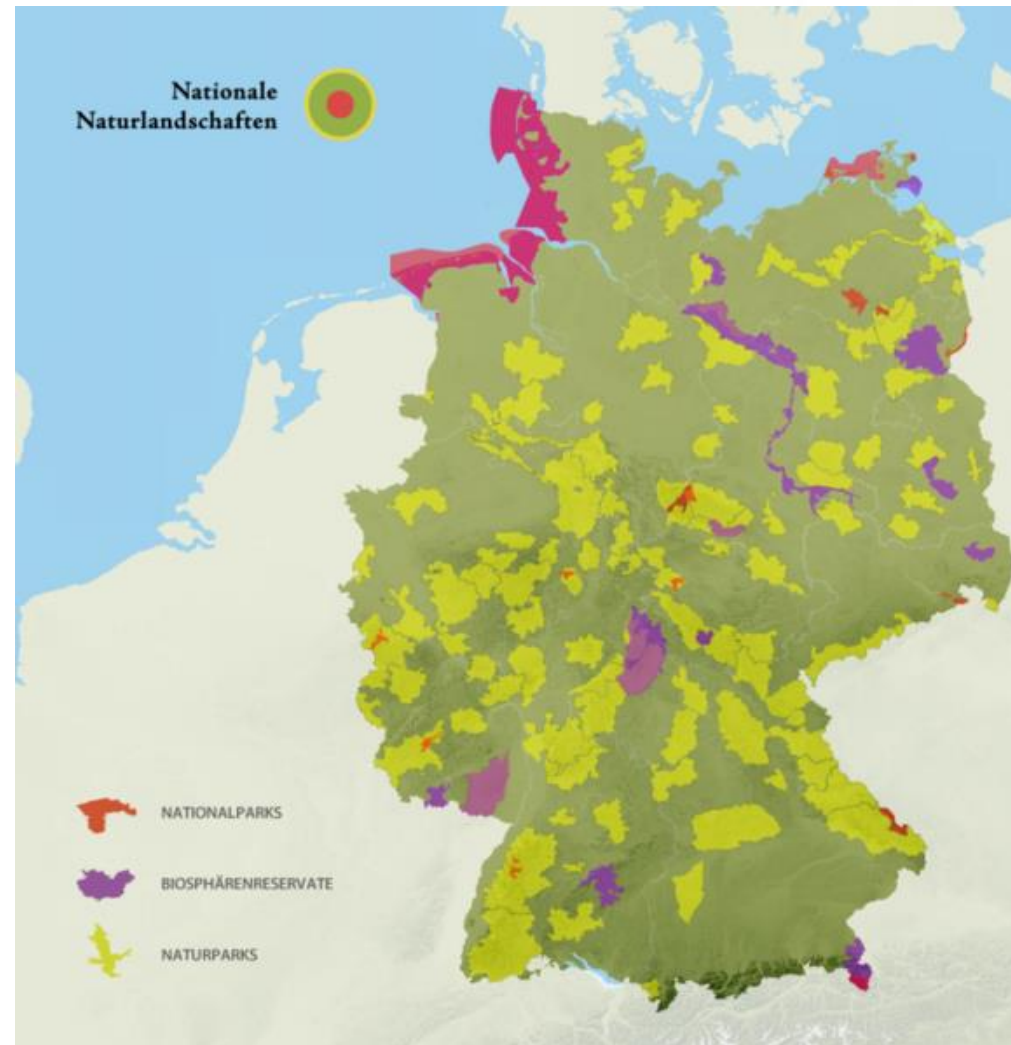 Nationale
Naturlandschaften
NATIONALPARKS
BIOSPHÄRENRESERVATE
NATURPARKS